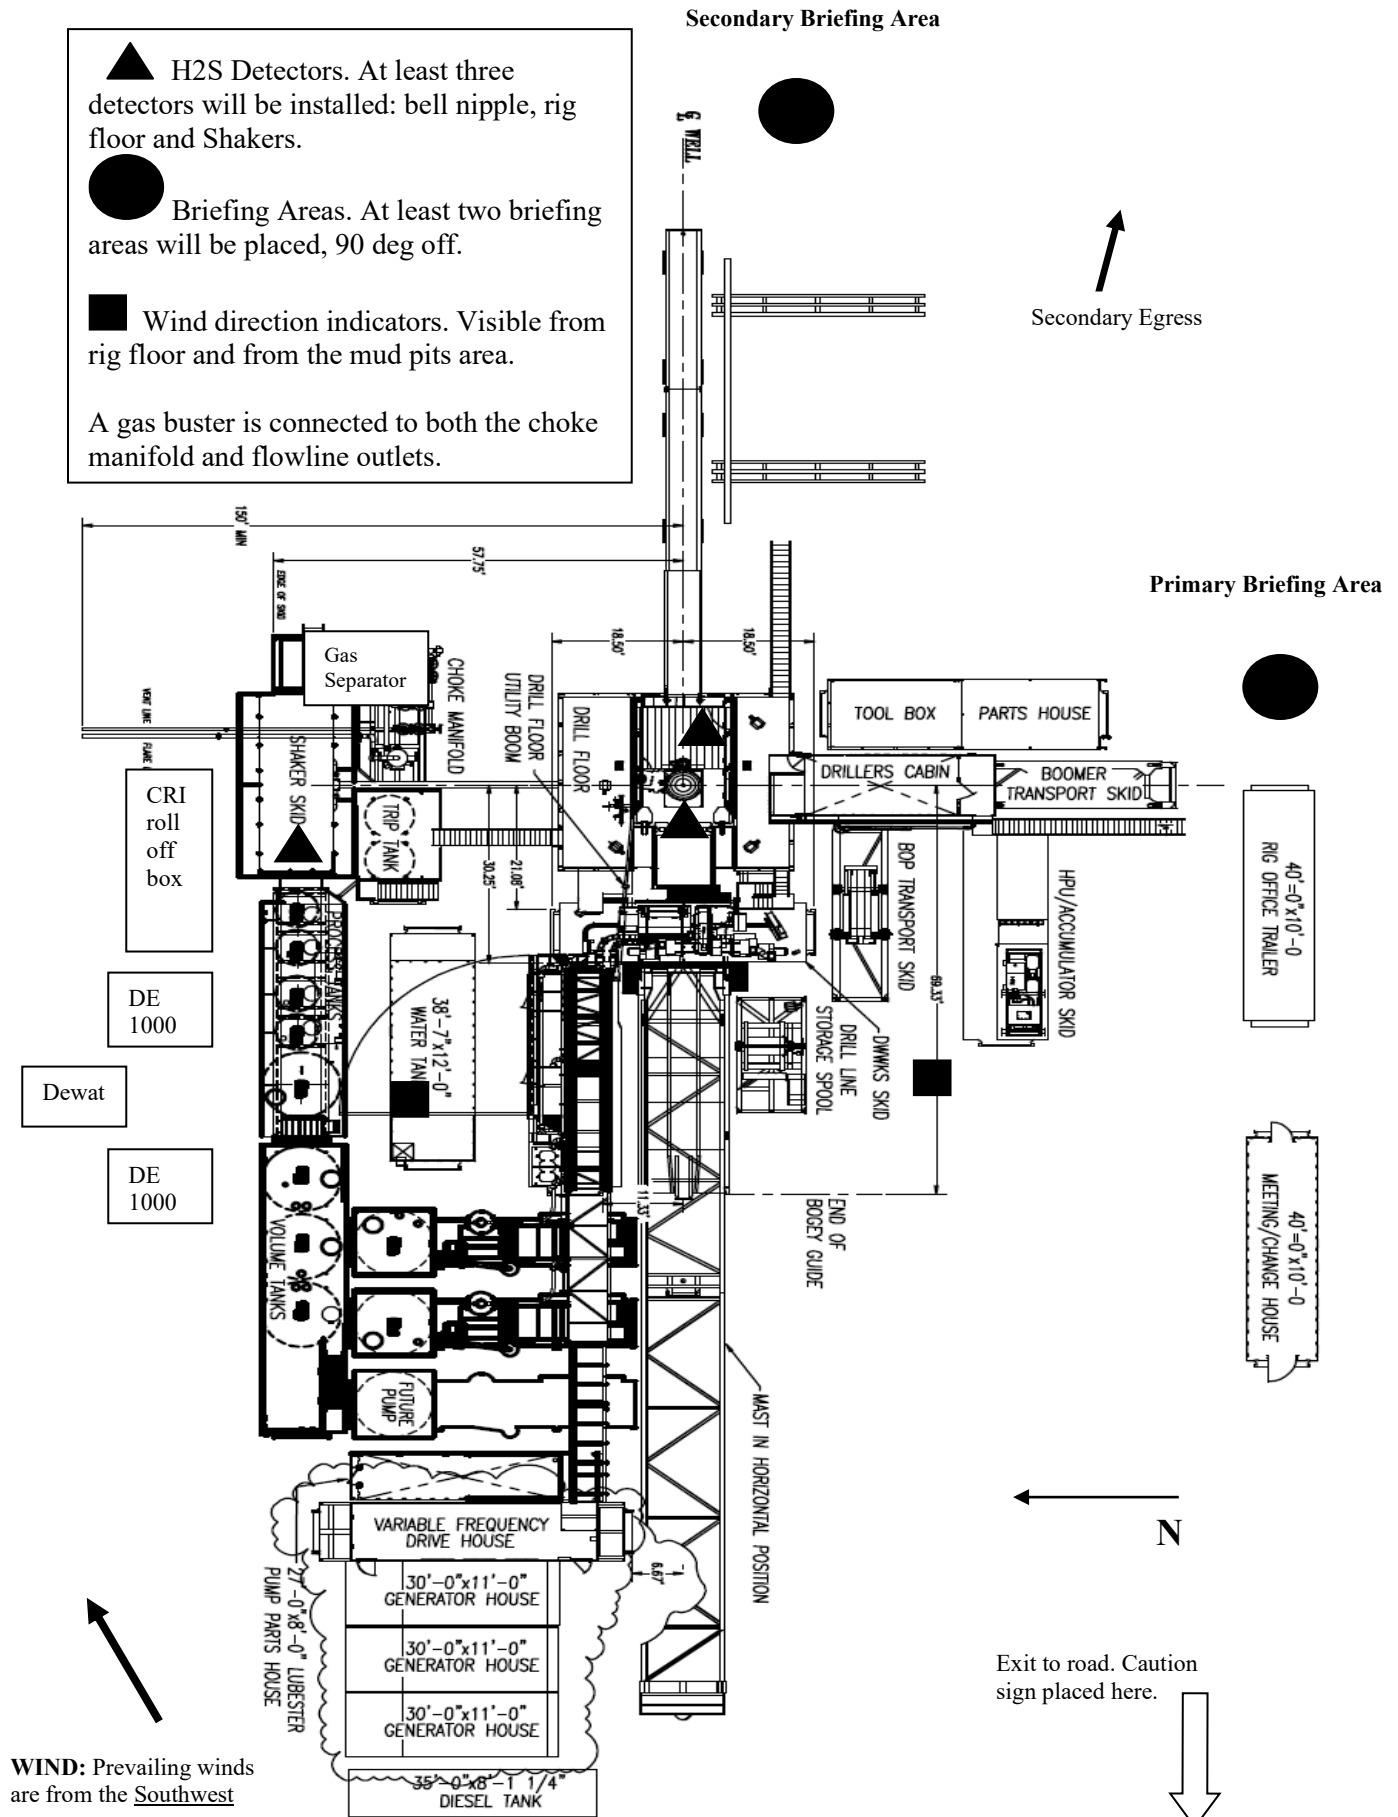 Secondary Briefing Area
H2S Detectors. At least three
detectors will be installed: bell nipple, rig
floor and Shakers.
Briefing Areas. At least two briefing
areas will be placed, 90 deg off.
Wind direction indicators. Visible from
rig floor and from the mud pits area.
A gas buster is connected to both the choke
manifold and flowline outlets.
℄ WELL
Secondary Egress
150' MIN
57.75'
EDGE OF SKID
Primary Briefing Area
18.50'
18.50'
Gas
Separator
CHOKE MANIFOLD
DRILL FLOOR
UTILITY BOOM
DRILL FLOOR
TOOL BOX
PARTS HOUSE
VENT LINE
SHAKER SKID
DRILLERS CABIN
BOOMER
TRANSPORT SKID
CRI
roll
off
box
TRIP TANK
30.25'
21.08'
BOP TRANSPORT SKID
HPU/ACCUMULATOR SKID
40'=0"x10'-0
RIG OFFICE TRAILER
PROCESS TANKS
69.33'
DE
1000
38'-7"x12'-0"
WATER TAN
DRILL LINE
STORAGE SPOOL
DWWKS SKID
Dewat
DE
1000
11.33'
END OF
BOGEY GUIDE
40'=0"x10'-0
MEETING/CHANGE HOUSE
VOLUME TANKS
FUTURE
PUMP
MAST IN HORIZONTAL POSITION
N
VARIABLE FREQUENCY
DRIVE HOUSE
6.67'
27'-0"x8'-0" LUBESTER
PUMP PARTS HOUSE
30'-0"x11'-0"
GENERATOR HOUSE
30'-0"x11'-0"
GENERATOR HOUSE
30'-0"x11'-0"
GENERATOR HOUSE
Exit to road. Caution
sign placed here.
WIND: Prevailing winds
are from the Southwest
35'-0"x8'-1 1/4"
DIESEL TANK